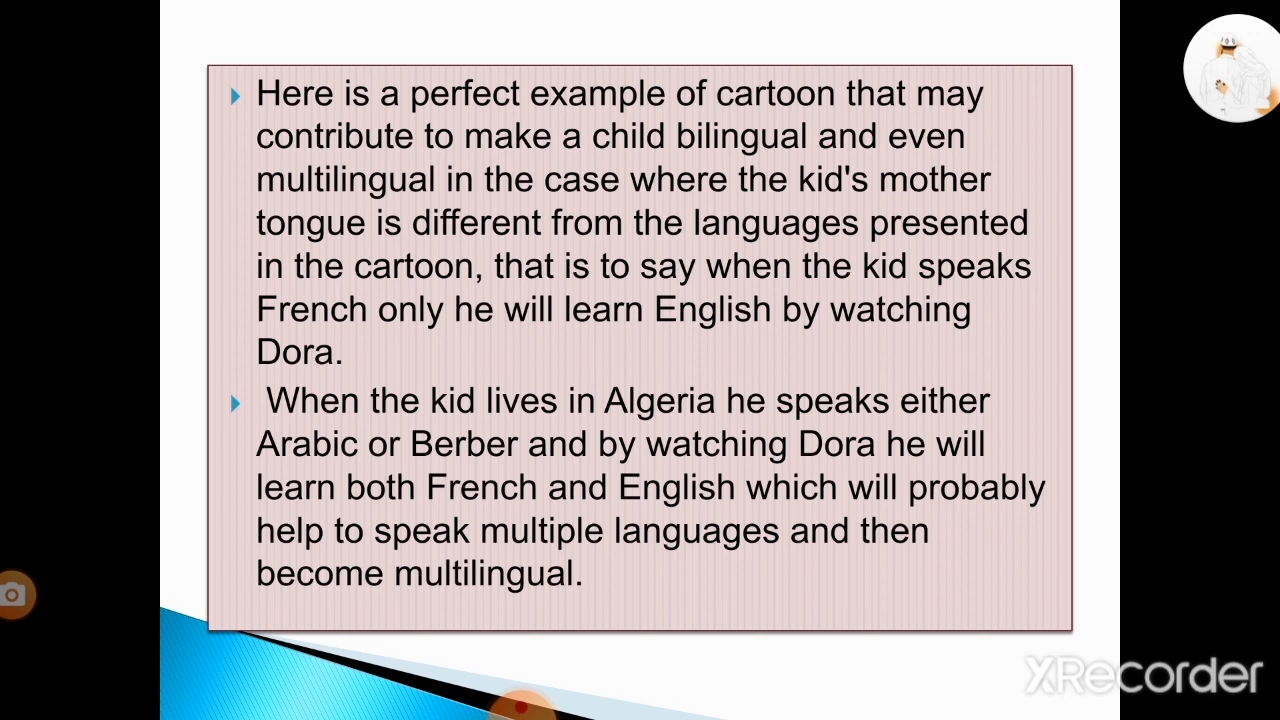 Here is a perfect example of cartoon that may
contribute to make a child bilingual and even
multilingual in the case where the kid's mother
tongue is different from the languages presented
in the cartoon, that is to say when the kid speaks
French only he will learn English by watching
Dora.
When the kid lives in Algeria he speaks either
Arabic or Berber and by watching Dora he will
learn both French and English which will probably
help to speak multiple languages and then
become multilingual.
XRecorder